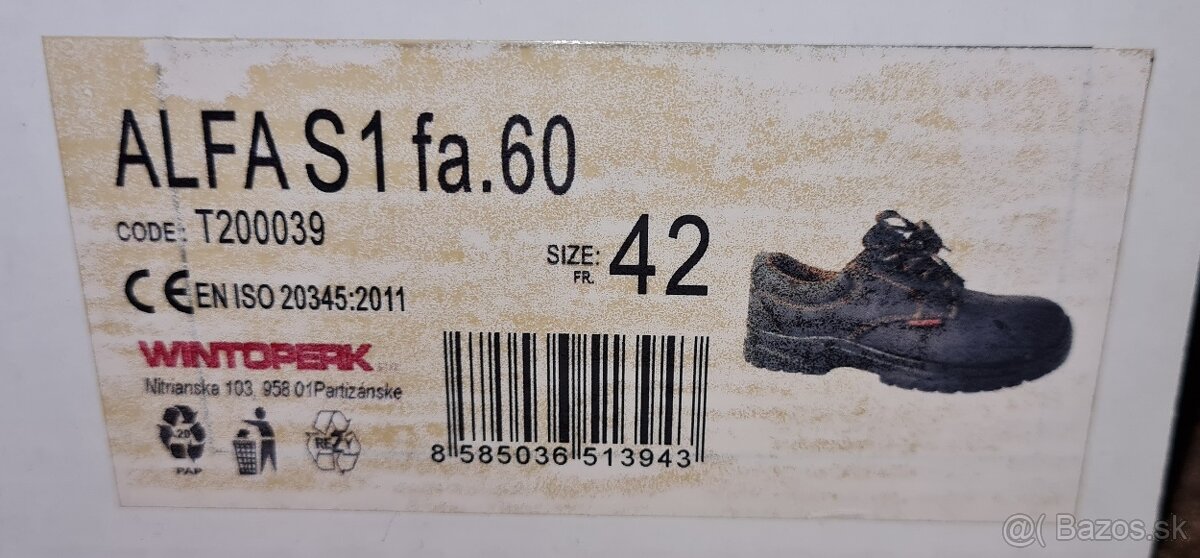 ALFA S1 fa.60
CODE: T200039
SIZE: 42
FR.
CE EN ISO 20345:2011
WINTOPERK
Nitrianska 103, 958 01 Partizánske
20
PAP
REZY
8 585036 513943
@( Bazos.sk